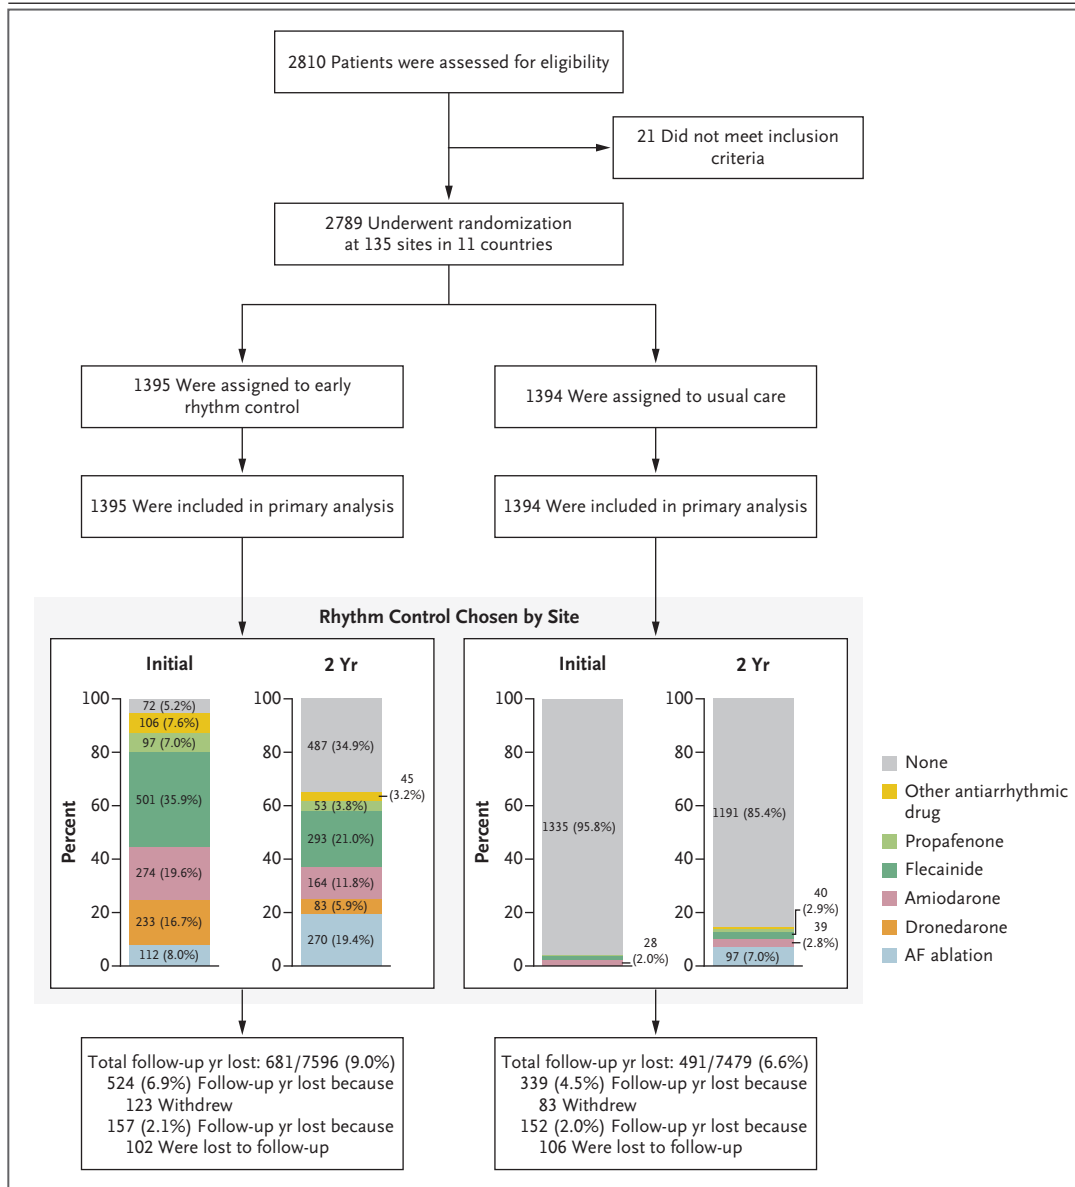 2810 Patients were assessed for eligibility
21 Did not meet inclusion
criteria
2789 Underwent randomization
at 135 sites in 11 countries
1395 Were assigned to early
rhythm control
1394 Were assigned to usual care
1395 Were included in primary analysis
1394 Were included in primary analysis
Rhythm Control Chosen by Site
Initial
Percent
100
80
60
40
20
0
72 (5.2%)
106 (7.6%)
97 (7.0%)
501 (35.9%)
274 (19.6%)
233 (16.7%)
112 (8.0%)
2 Yr
100
80
60
40
20
0
487 (34.9%)
45
(3.2%)
53 (3.8%)
293 (21.0%)
164 (11.8%)
83 (5.9%)
270 (19.4%)
Initial
Percent
100
80
60
40
20
0
1335 (95.8%)
28
(2.0%)
2 Yr
100
80
60
40
20
0
1191 (85.4%)
40
(2.9%)
39
(2.8%)
97 (7.0%)
None
Other antiarrhythmic
drug
Propafenone
Flecainide
Amiodarone
Dronedarone
AF ablation
Total follow-up yr lost: 681/7596 (9.0%)
524 (6.9%) Follow-up yr lost because
123 Withdrew
157 (2.1%) Follow-up yr lost because
102 Were lost to follow-up
Total follow-up yr lost: 491/7479 (6.6%)
339 (4.5%) Follow-up yr lost because
83 Withdrew
152 (2.0%) Follow-up yr lost because
106 Were lost to follow-up